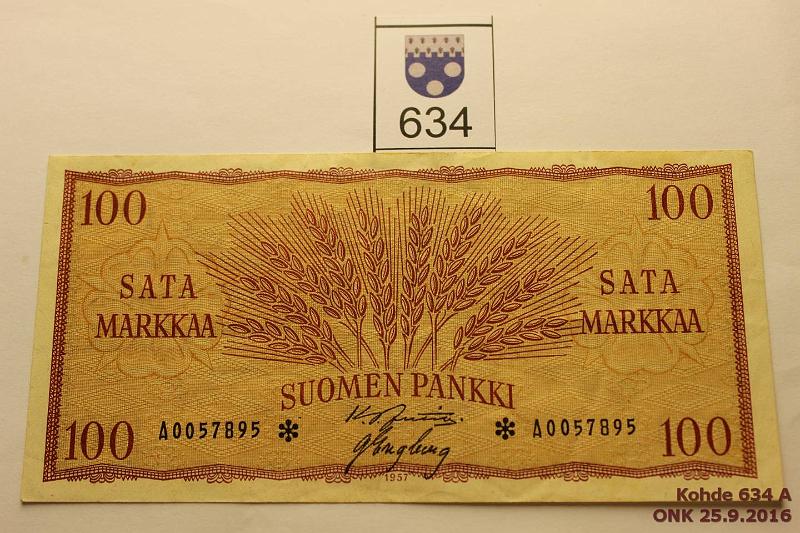 634
100 100
SATA SATA
MARKKAA MARKKAA
SUOMEN PANKKI
A0057895 * * A0057895
100 100
1957
Kohde 634 A
ONK 25.9.2016